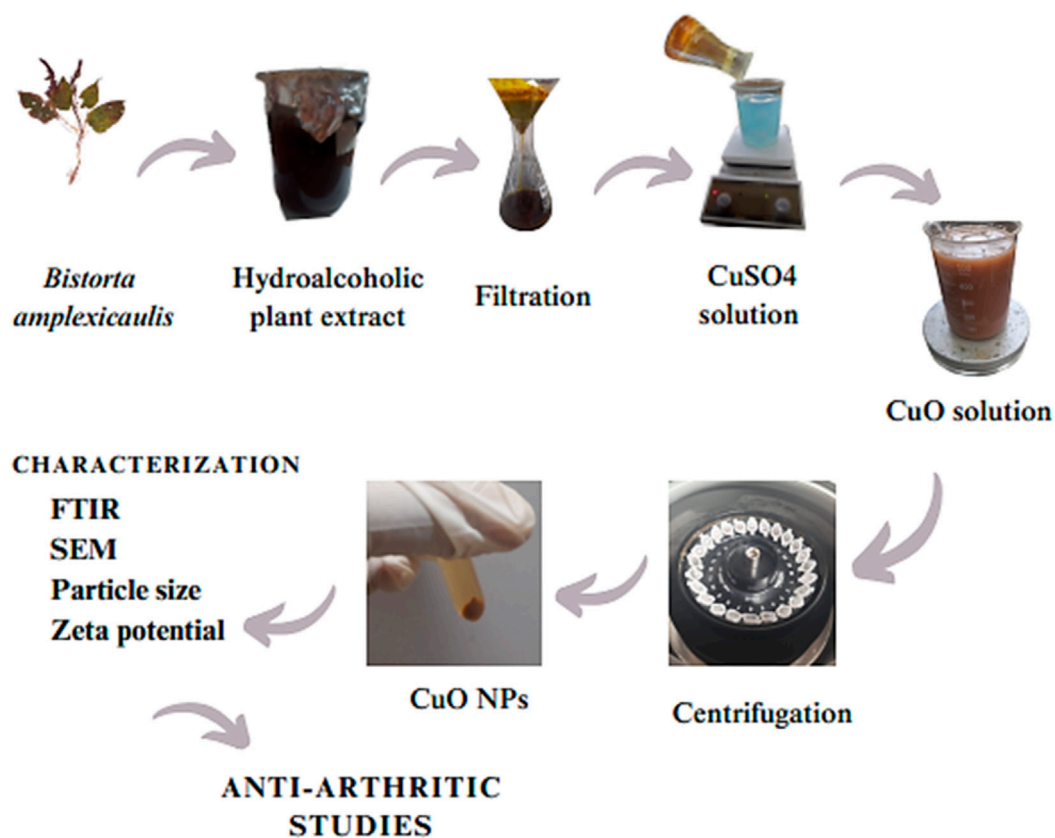 Bistorta
amplexicaulis
Hydroalcoholic
plant extract
Filtration
CuSO4
solution
CuO solution
CHARACTERIZATION
FTIR
SEM
Particle size
Zeta potential
CuO NPs
Centrifugation
ANTI-ARTHRITIC
STUDIES